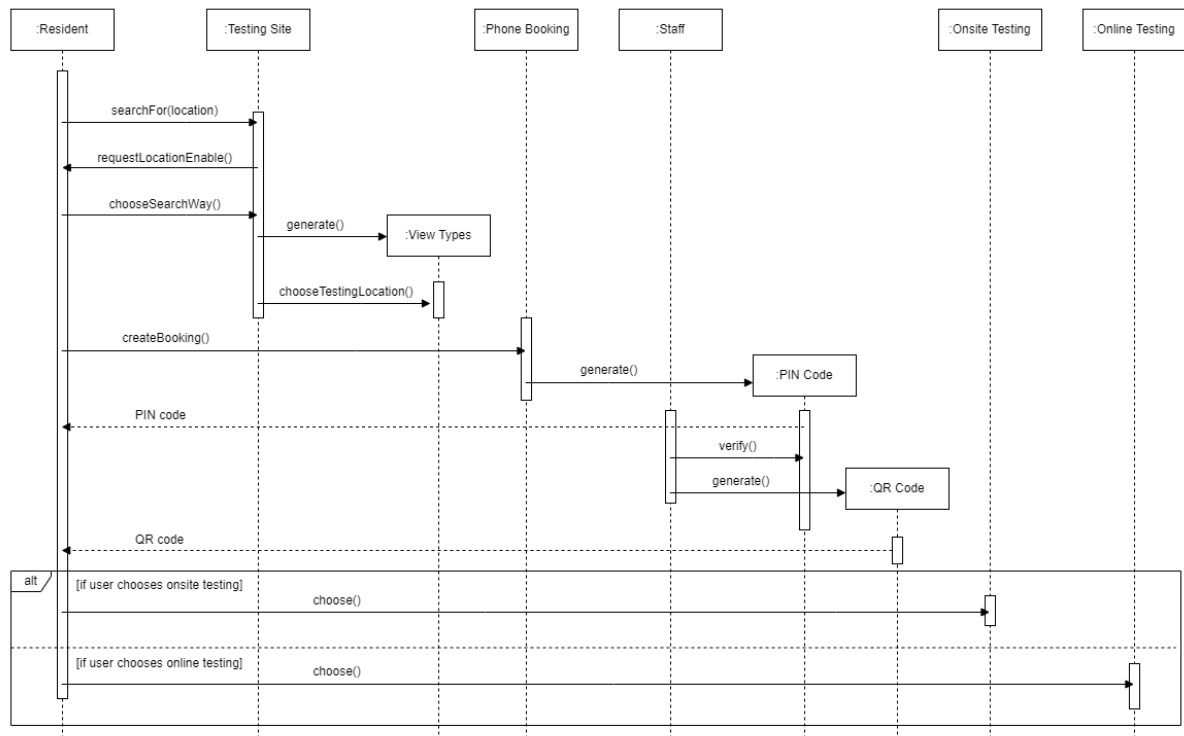 :Resident
:Testing Site
:Phone Booking
:Staff
:Onsite Testing
:Online Testing
searchFor(location)
requestLocationEnable()
chooseSearchWay()
generate()
:View Types
chooseTestingLocation()
createBooking()
generate()
:PIN Code
PIN code
verify()
generate()
:QR Code
QR code
alt
[if user chooses onsite testing]
choose()
[if user chooses online testing]
choose()